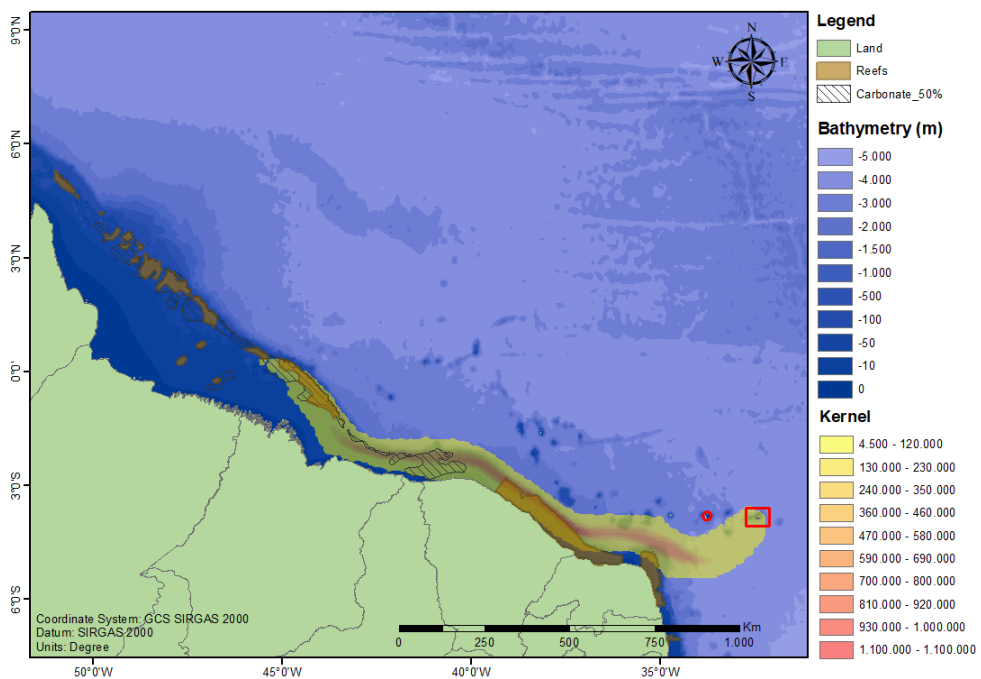 9°0'N
6°0'N
3°0'N
0°0'
3°0'S
6°0'S
N
W
E
S
Coordinate System: GCS SIRGAS 2000
Datum: SIRGAS 2000
Units: Degree
Km
0
250
500
750
1.000
50°0'W
45°0'W
40°0'W
35°0'W
Legend
Land
Reefs
Carbonate_50%
Bathymetry (m)
-5.000
-4.000
-3.000
-2.000
-1.500
-1.000
-500
-100
-50
-10
0
Kernel
4.500 - 120.000
130.000 - 230.000
240.000 - 350.000
360.000 - 460.000
470.000 - 580.000
590.000 - 690.000
700.000 - 800.000
810.000 - 920.000
930.000 - 1.000.000
1.100.000 - 1.100.000